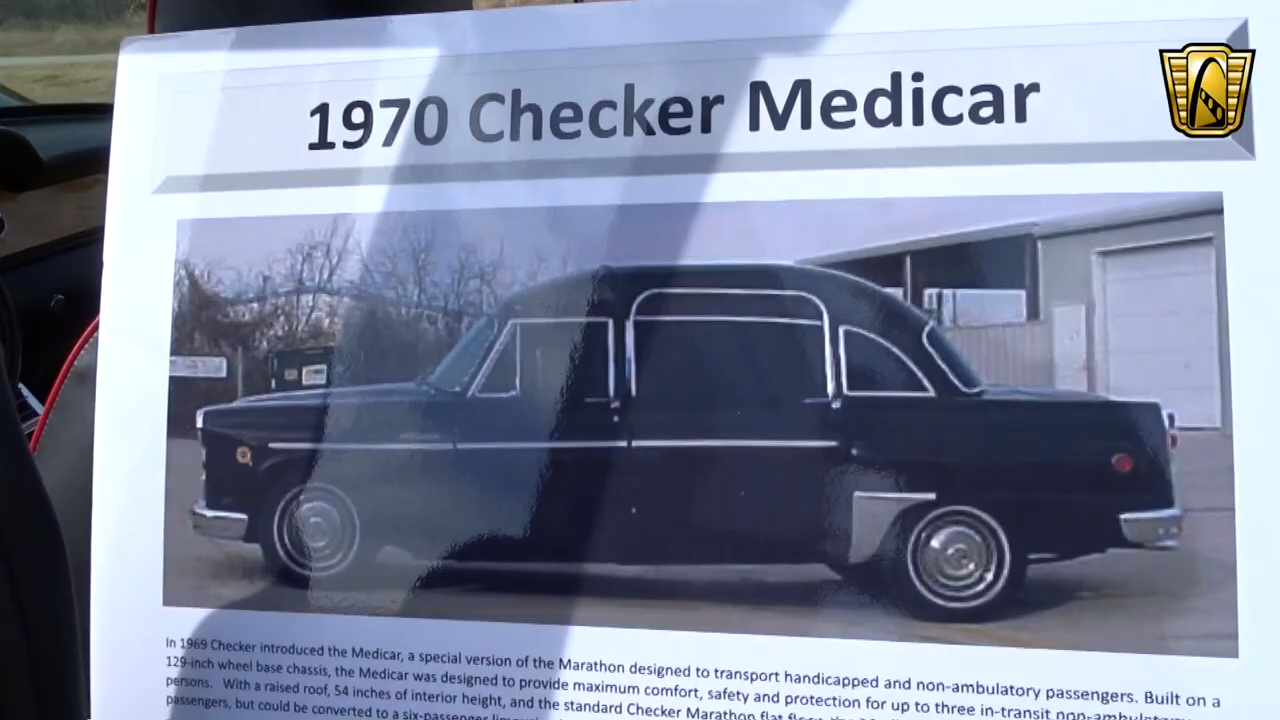 1970 Checker Medicar
In 1969 Checker introduced the Medicar, a special version of the Marathon designed to transport handicapped and non-ambulatory passengers. Built on a
129-inch wheel base chassis, the Medicar was designed to provide maximum comfort, safety and protection for up to three in-transit non-ambulatory
persons. With a raised roof, 54 inches of interior height, and the standard Checker Marathon flat
passengers, but could be converted to a six-passenger